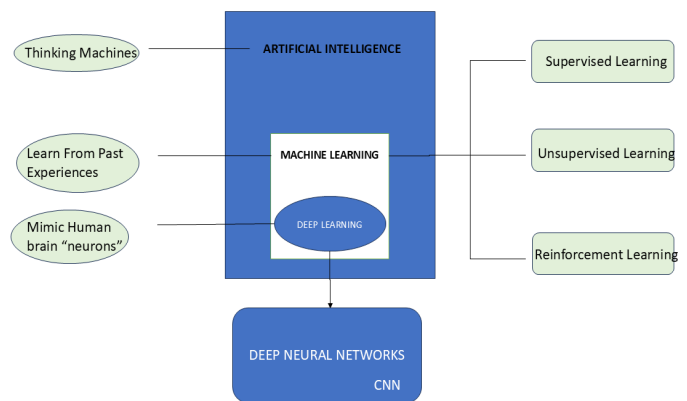 Thinking Machines
ARTIFICIAL INTELLIGENCE
Supervised Learning
Learn From Past
Experiences
MACHINE LEARNING
Unsupervised Learning
Mimic Human
brain “neurons”
DEEP LEARNING
Reinforcement Learning
DEEP NEURAL NETWORKS
CNN